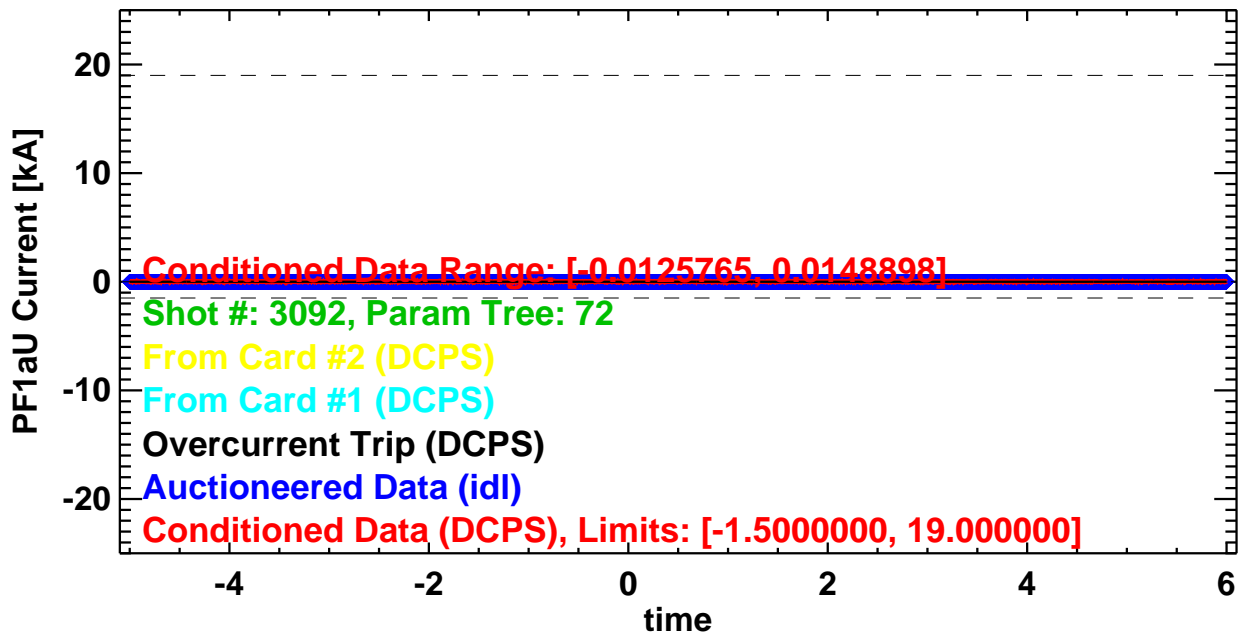 20
10
0
-10
-20
PF1aU Current [kA]
Conditioned Data Range: [-0.0125765, 0.0148898]
Shot #: 3092, Param Tree: 72
From Card #2 (DCPS)
From Card #1 (DCPS)
Overcurrent Trip (DCPS)
Auctioneered Data (idl)
Conditioned Data (DCPS), Limits: [-1.5000000, 19.000000]
-4 -2 0 2 4 6
time